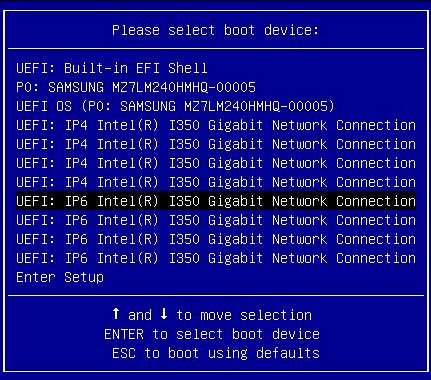 Please select boot device:
UEFI: Built-in EFI Shell
P0: SAMSUNG MZ7LM240HMHQ-00005
UEFI OS (P0: SAMSUNG MZ7LM240HMHQ-00005)
UEFI: IP4 Intel(R) I350 Gigabit Network Connection
UEFI: IP4 Intel(R) I350 Gigabit Network Connection
UEFI: IP4 Intel(R) I350 Gigabit Network Connection
UEFI: IP4 Intel(R) I350 Gigabit Network Connection
UEFI: IP6 Intel(R) I350 Gigabit Network Connection
UEFI: IP6 Intel(R) I350 Gigabit Network Connection
UEFI: IP6 Intel(R) I350 Gigabit Network Connection
UEFI: IP6 Intel(R) I350 Gigabit Network Connection
Enter Setup
↑ and ↓ to move selection
ENTER to select boot device
ESC to boot using defaults